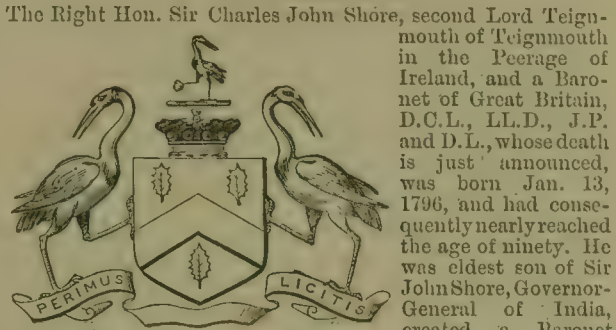 The Right Hon. Sir Charles John Shore, second Lord Teign-
mouth of Teignmouth
in the Peerage of
Ireland, and a Baro-
net of Great Britain,
D.C.L., LL.D., J.P.
and D.L., whose death
is just announced,
was born Jan. 13,
1796, and had conse-
quently nearly reached
the age of ninety. He
was eldest son of Sir
John Shore, Governor-
General of India,
created a Baronet
PERIMUS LICITIS